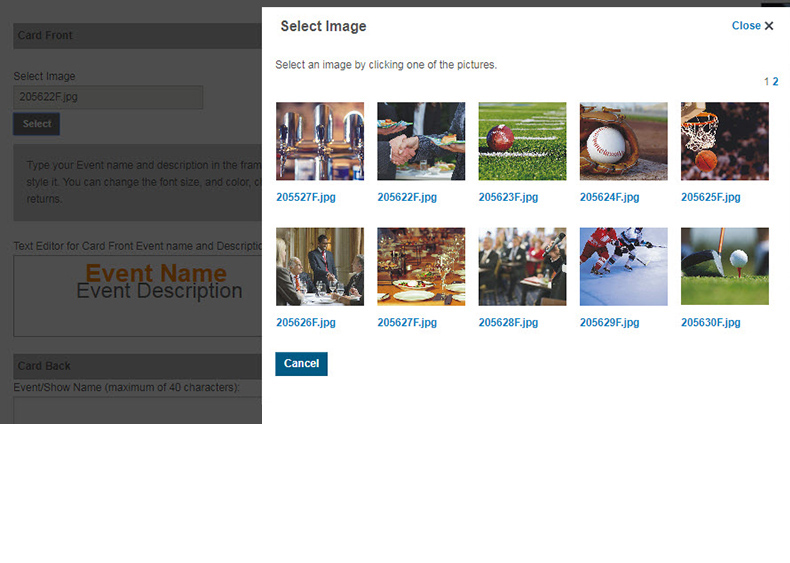 Card Front
Select Image
205622F.jpg
Select
Type your Event name and description in the fram
style it. You can change the font size, and color, c
returns.
Text Editor for Card Front Event name and Descriptio
Event Name
Event Description
Card Back
Event/Show Name (maximum of 40 characters):
Select Image
Close ✕
Select an image by clicking one of the pictures.
1 2
205527F.jpg 205622F.jpg 205623F.jpg 205624F.jpg 205625F.jpg
205626F.jpg 205627F.jpg 205628F.jpg 205629F.jpg 205630F.jpg
Cancel